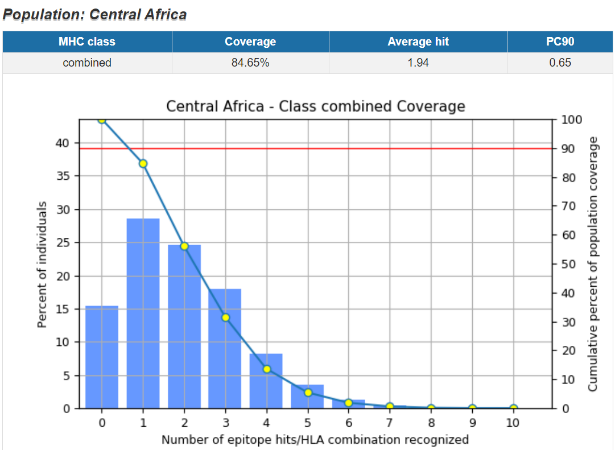 Population: Central Africa
MHC class Coverage Average hit PC90
combined 84.65% 1.94 0.65
Central Africa - Class combined Coverage
40
35
30
25
20
15
10
5
0
Percent of individuals
100
90
80
70
60
50
40
30
20
10
0
Cumulative percent of population coverage
0 1 2 3 4 5 6 7 8 9 10
Number of epitope hits/HLA combination recognized